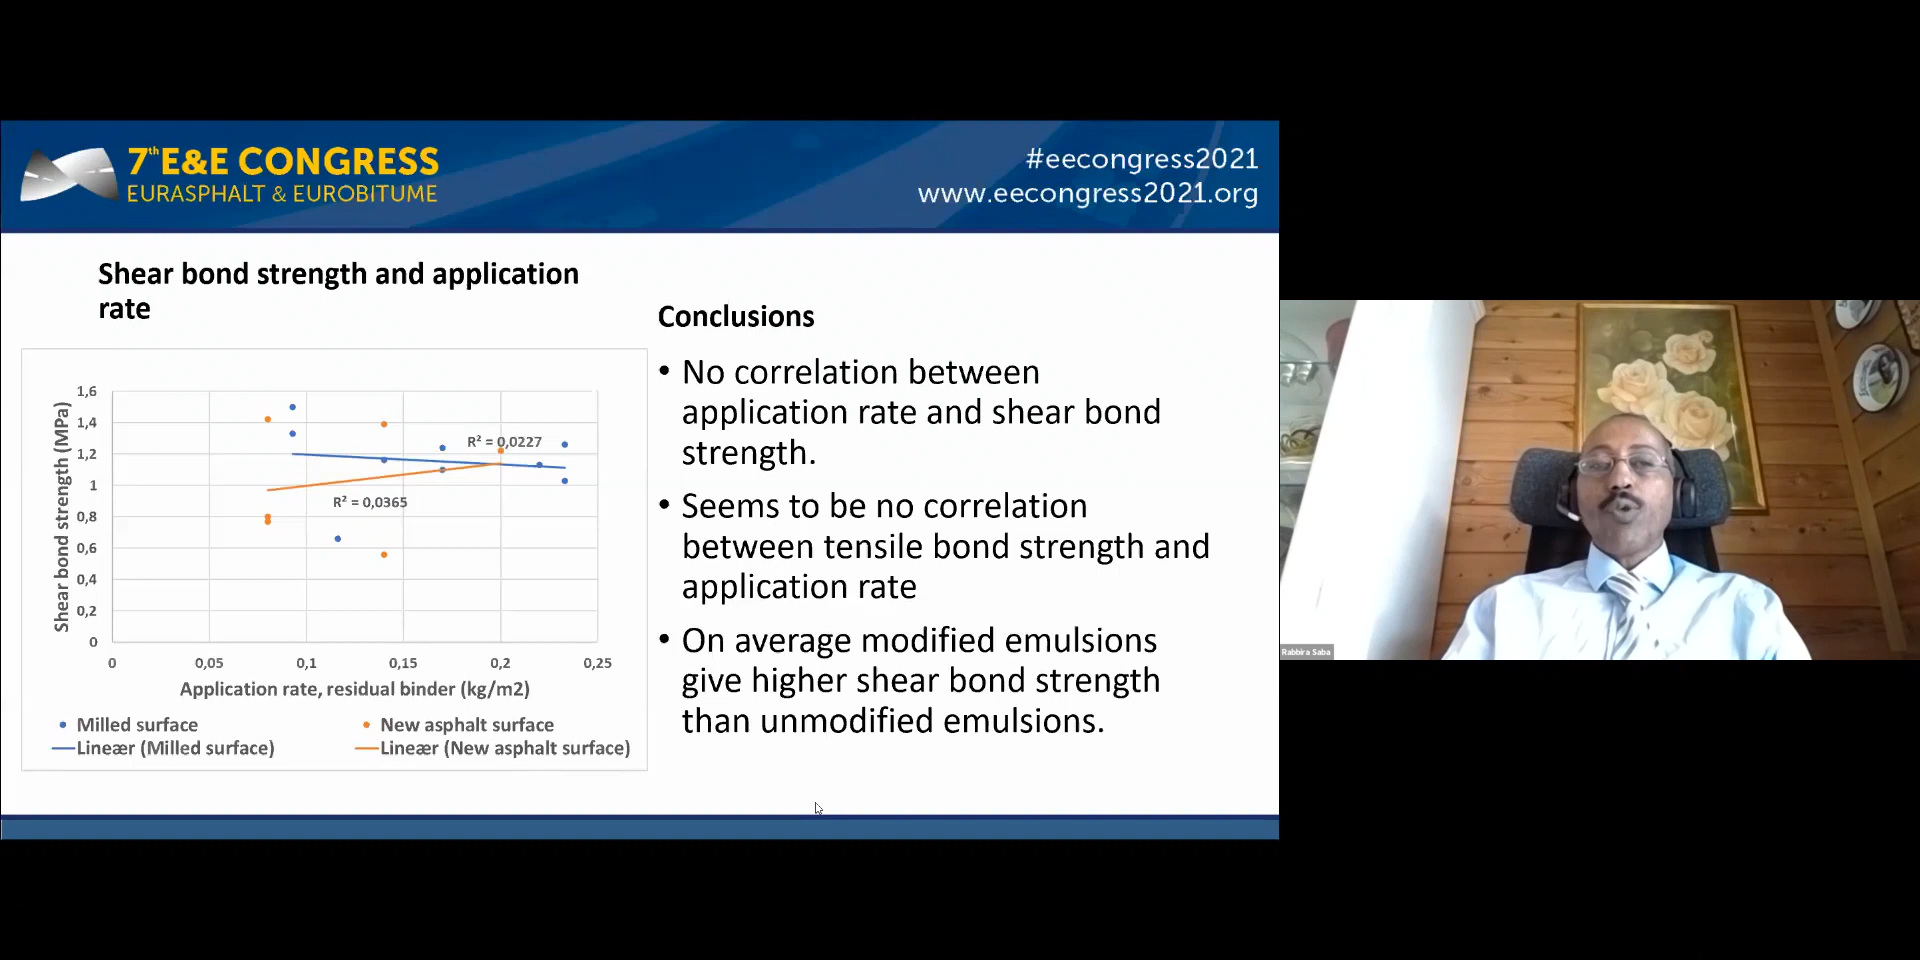 7th E&E CONGRESS
EURASPHALT & EUROBITUME
#eecongress2021
www.eecongress2021.org
Shear bond strength and application
rate
Shear bond strength (MPa)
1,6
1,4
1,2
1
0,8
0,6
0,4
0,2
0
R² = 0,0227
R² = 0,0365
0
0,05
0,1
0,15
0,2
0,25
Application rate, residual binder (kg/m2)
Milled surface
New asphalt surface
Lineær (Milled surface)
Lineær (New asphalt surface)
Conclusions
• No correlation between
application rate and shear bond
strength.
• Seems to be no correlation
between tensile bond strength and
application rate
• On average modified emulsions
give higher shear bond strength
than unmodified emulsions.
Rabbira Saba